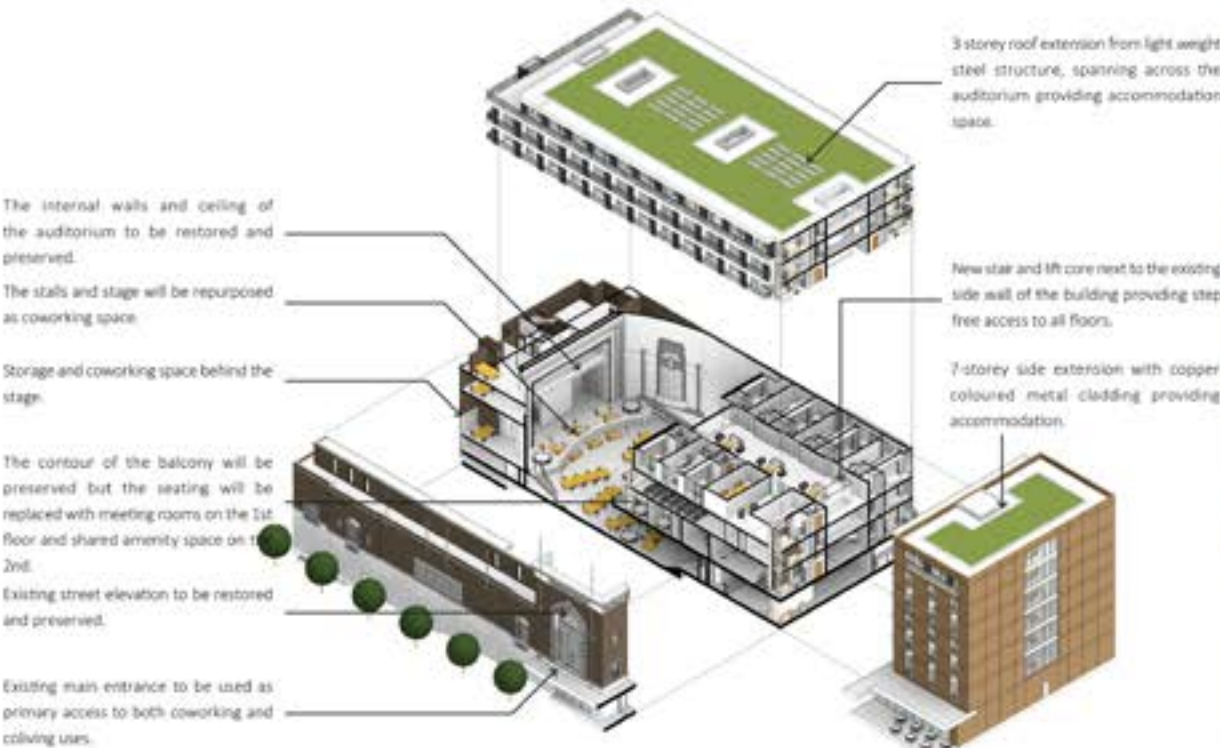 The internal walls and ceiling of
the auditorium to be restored and
preserved.
The stalls and stage will be repurposed
as coworking space.
Storage and coworking space behind the
stage.
The contour of the balcony will be
preserved but the seating will be
replaced with meeting rooms on the 1st
floor and shared amenity space on the
2nd.
Existing street elevation to be restored
and preserved.
Existing main entrance to be used as
primary access to both coworking and
coliving uses.
3 storey roof extension from light weight
steel structure, spanning across the
auditorium providing accommodation
space.
New stair and lift core next to the existing
side wall of the building providing step
free access to all floors.
7-storey side extension with copper
coloured metal cladding providing
accommodation.